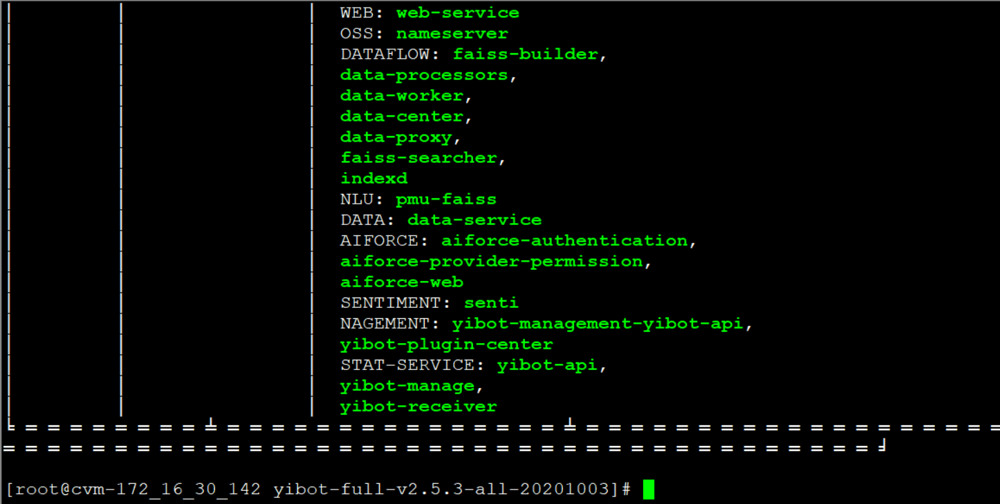 WEB: web-service
OSS: nameserver
DATAFLOW: faiss-builder,
data-processors,
data-worker,
data-center,
data-proxy,
faiss-searcher,
indexd
NLU: pmu-faiss
DATA: data-service
AIFORCE: aiforce-authentication,
aiforce-provider-permission,
aiforce-web
SENTIMENT: senti
NAGEMENT: yibot-management-yibot-api,
yibot-plugin-center
STAT-SERVICE: yibot-api,
yibot-manage,
yibot-receiver
[root@cvm-172_16_30_142 yibot-full-v2.5.3-all-20201003]#